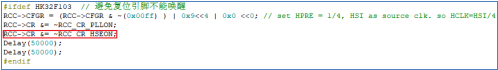 #ifdef HK32F103  // 避免复位引脚不能唤醒
RCC->CFGR = (RCC->CFGR & ~(0x00ff) ) | 0x9<<4 | 0x0 <<0; // set HPRE = 1/4, HSI as source clk. so HCLK=HSI/4
RCC->CR &= ~RCC_CR_PLLON;
RCC->CR &= ~RCC_CR_HSEON;
Delay(50000);
Delay(50000);
#endif